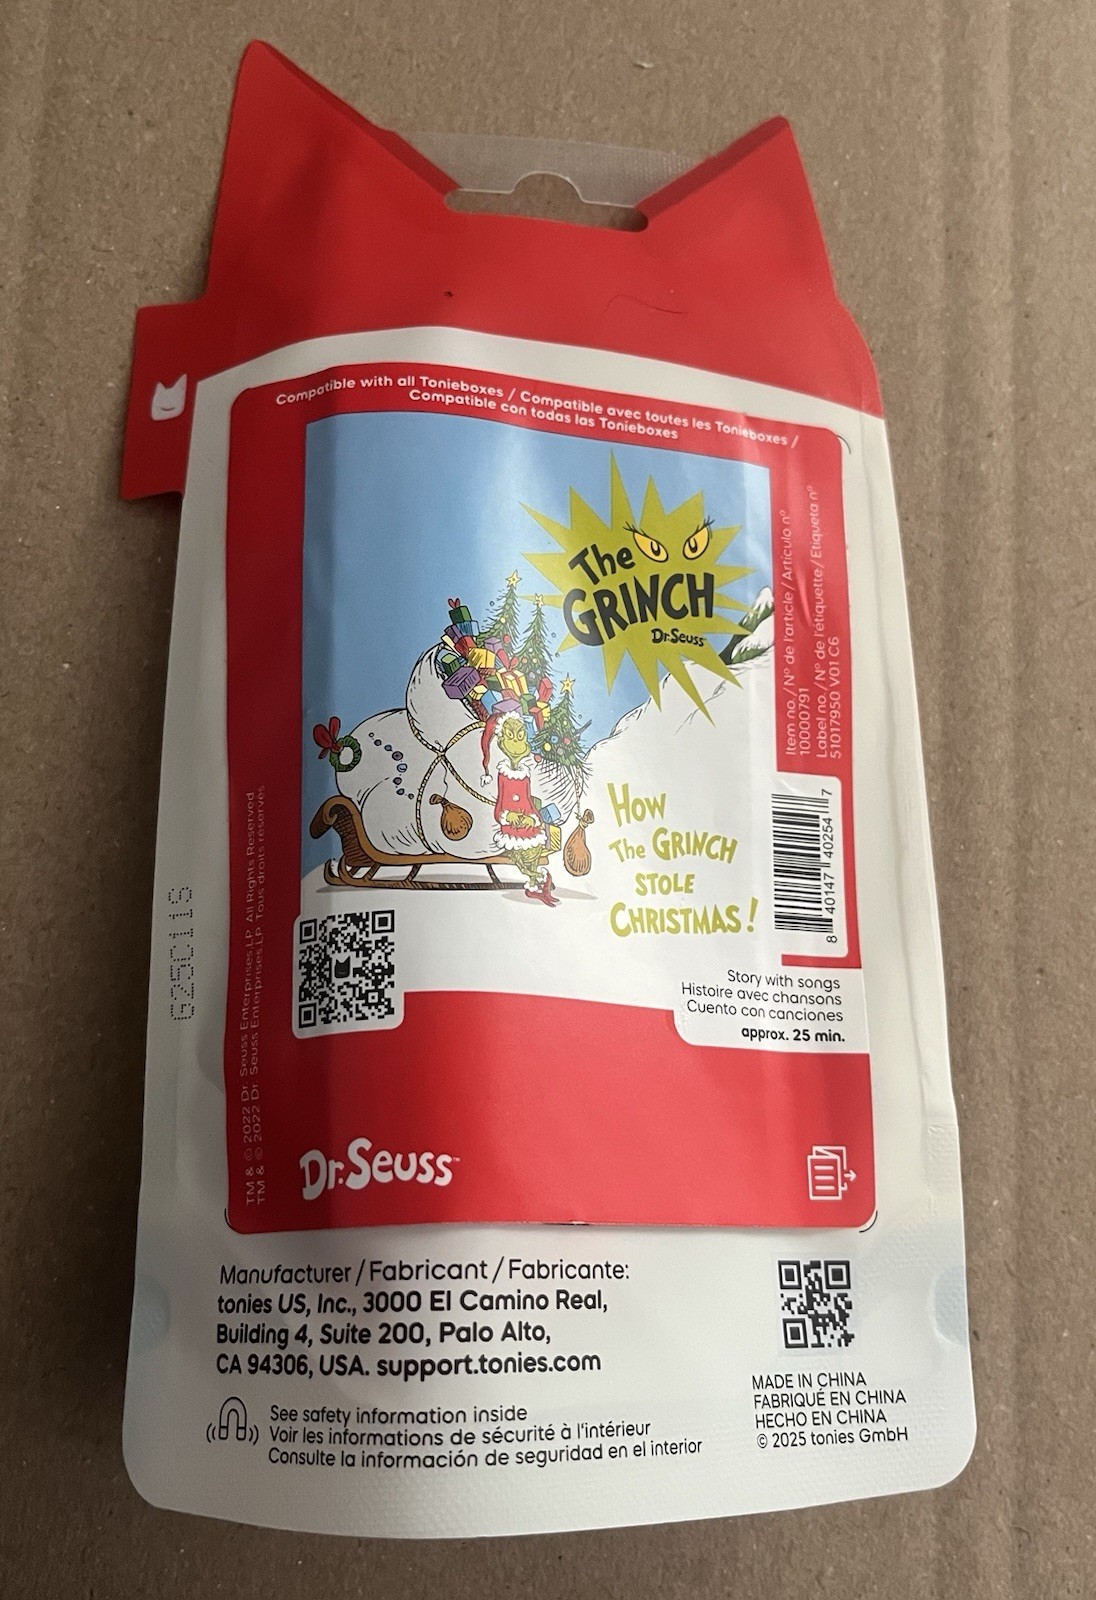 Compatible with all Tonieboxes / Compatible avec toutes les Tonieboxes /
Compatible con todas las Tonieboxes
The
GRINCH
Dr. Seuss
How
The GRINCH
STOLE
CHRISTMAS!
Item no./N° de l'article/Artículo n°
10000791
Label no./N° de l'étiquette/Etiqueta n°
51017950 V01 C6
8 40147 40254 7
Story with songs
Histoire avec chansons
Cuento con canciones
approx. 25 min.
TM & © 2022 Dr. Seuss Enterprises LP. All Rights Reserved
TM & © 2022 Dr. Seuss Enterprises LP. Tous droits réservés
G25C11S
Dr. Seuss™
Manufacturer / Fabricant / Fabricante:
tonies US, Inc., 3000 El Camino Real,
Building 4, Suite 200, Palo Alto,
CA 94306, USA. support.tonies.com
See safety information inside
Voir les informations de sécurité à l'intérieur
Consulte la información de seguridad en el interior
MADE IN CHINA
FABRIQUÉ EN CHINA
HECHO EN CHINA
© 2025 tonies GmbH